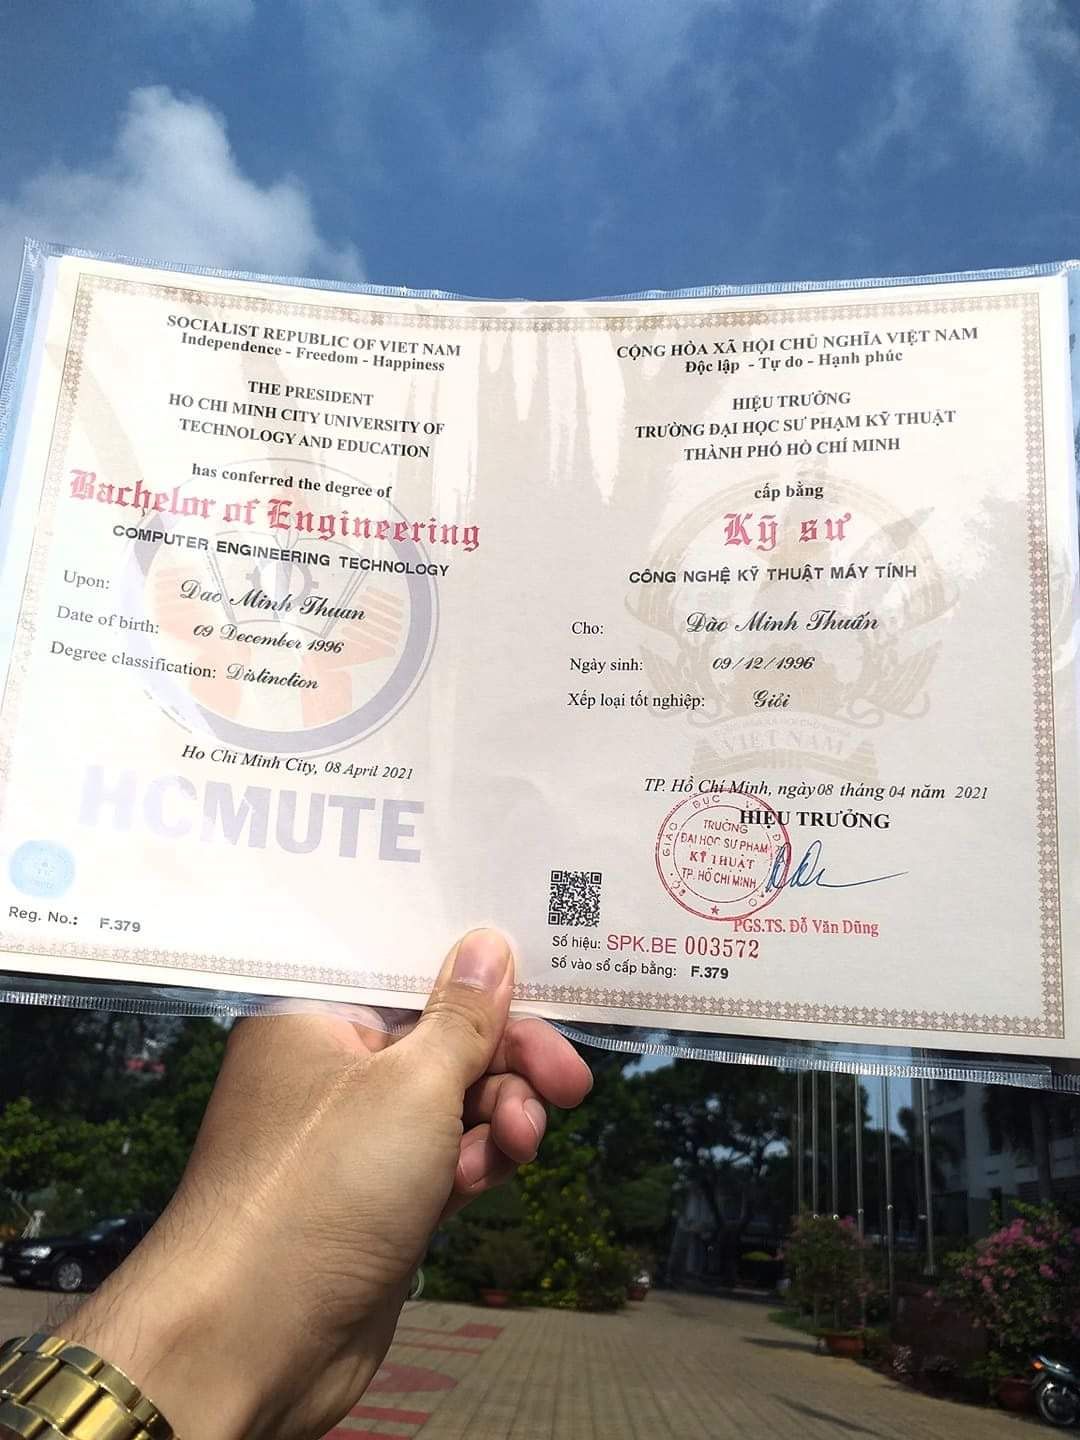 SOCIALIST REPUBLIC OF VIET NAM
Independence - Freedom - Happiness
THE PRESIDENT
HO CHI MINH CITY UNIVERSITY OF
TECHNOLOGY AND EDUCATION
has conferred the degree of
Bachelor of Engineering
COMPUTER ENGINEERING TECHNOLOGY
Upon: Dao Minh Thuan
Date of birth: 09 December 1996
Degree classification: Distinction
Ho Chi Minh City, 08 April 2021
HCMUTE
Reg. No.: F.379
CỘNG HÒA XÃ HỘI CHỦ NGHĨA VIỆT NAM
Độc lập - Tự do - Hạnh phúc
HIỆU TRƯỞNG
TRƯỜNG ĐẠI HỌC SƯ PHẠM KỸ THUẬT
THÀNH PHỐ HỒ CHÍ MINH
cấp bằng
Kỹ sư
CÔNG NGHỆ KỸ THUẬT MÁY TÍNH
Cho: Đào Minh Thuấn
Ngày sinh: 09/12/1996
Xếp loại tốt nghiệp: Giỏi
VIỆT NAM
TP. Hồ Chí Minh, ngày 08 tháng 04 năm 2021
HIỆU TRƯỞNG
TRƯỜNG
ĐẠI HỌC SƯ PHẠM
KỸ THUẬT
TP. HỒ CHÍ MINH
PGS.TS. Đỗ Văn Dũng
Số hiệu: SPK.BE 003572
Số vào sổ cấp bằng: F.379